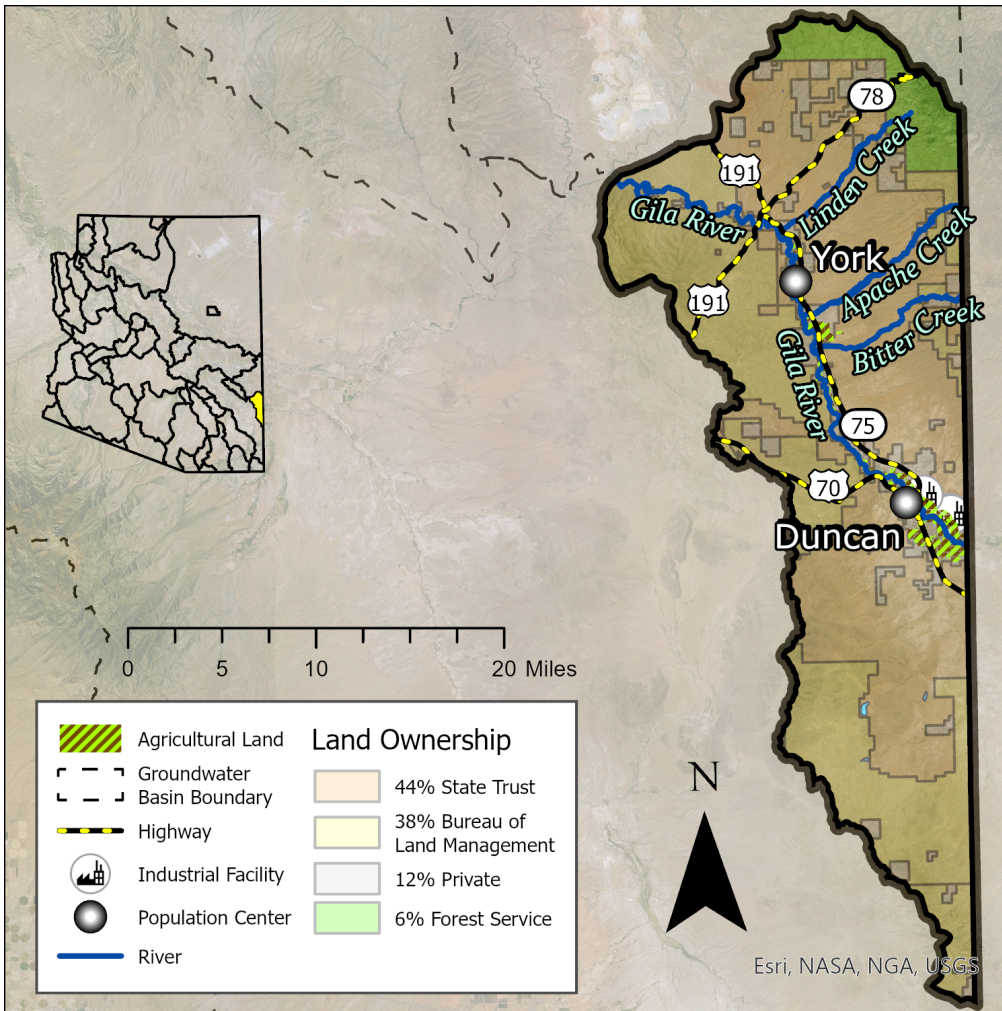 78
191
Linden Creek
Gila River
York
Apache Creek
191
Bitter Creek
Gila River
75
70
Duncan
0 5 10 20 Miles
N
Agricultural Land
Groundwater
Basin Boundary
Highway
Industrial Facility
Population Center
River
Land Ownership
44% State Trust
38% Bureau of
Land Management
12% Private
6% Forest Service
Esri, NASA, NGA, USGS